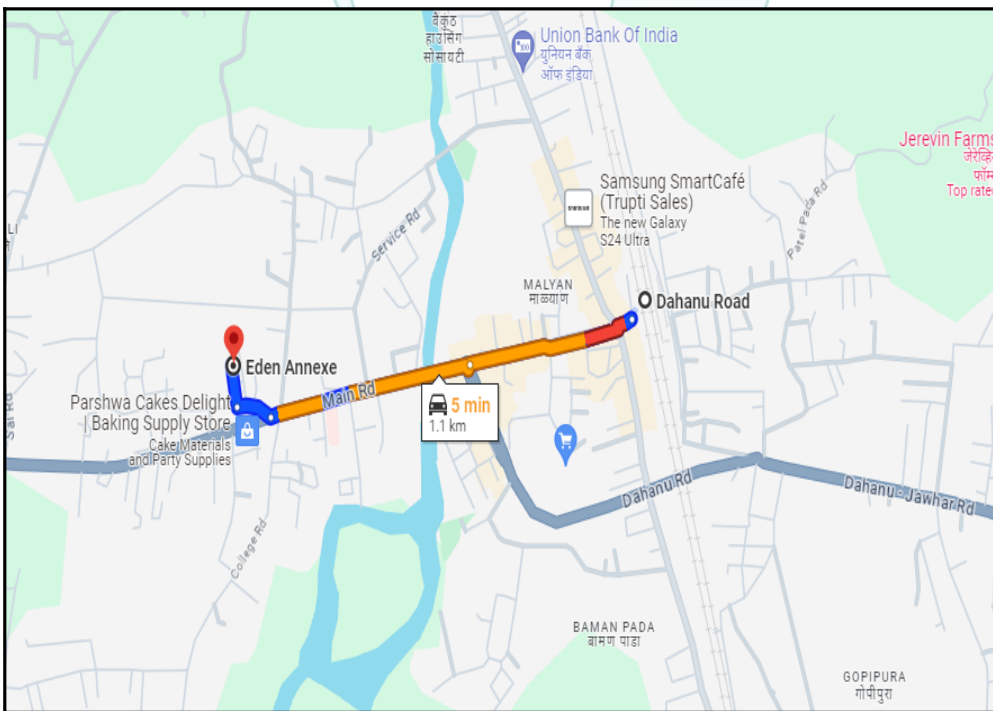 वैकुंठ
हाउसिंग
सोसायटी
Union Bank Of India
युनियन बँक
ऑफ इंडिया
Jerevin Farms
जेरेव्हिन
फॉर्म्स
Top rated
Samsung SmartCafé
(Trupti Sales)
The new Galaxy
S24 Ultra
Patel Pada Rd
Service Rd
MALYAN
माळ्याण
Dahanu Road
Eden Annexe
Main Rd
5 min
1.1 km
Parshwa Cakes Delight
| Baking Supply Store
Cake Materials
and Party Supplies
Dahanu Rd
Dahanu - Jawhar Rd
College Rd
BAMAN PADA
बामण पाडा
GOPIPURA
गोपीपुरा